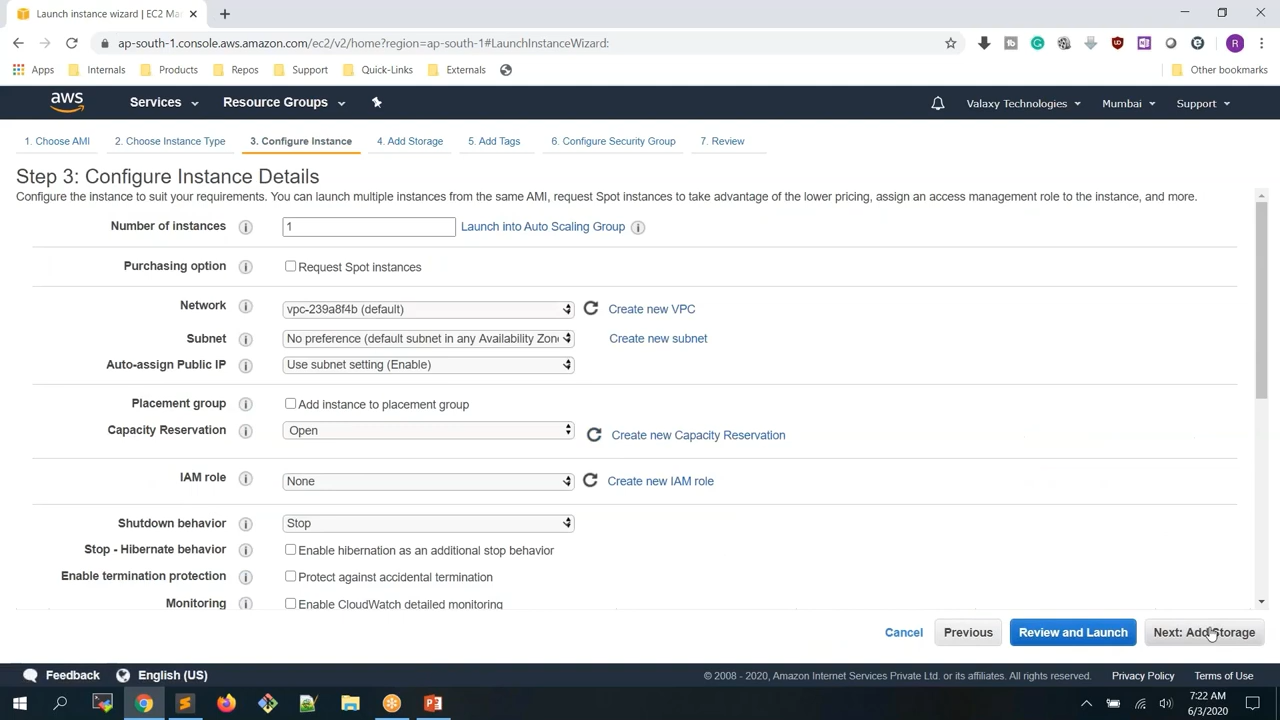 Launch instance wizard | EC2 Ma
ap-south-1.console.aws.amazon.com/ec2/v2/home?region=ap-south-1#LaunchInstanceWizard:
Apps Internals Products Repos Support Quick-Links Externals Other bookmarks
aws Services Resource Groups Valaxy Technologies Mumbai Support
1. Choose AMI 2. Choose Instance Type 3. Configure Instance 4. Add Storage 5. Add Tags 6. Configure Security Group 7. Review
Step 3: Configure Instance Details
Configure the instance to suit your requirements. You can launch multiple instances from the same AMI, request Spot instances to take advantage of the lower pricing, assign an access management role to the instance, and more.
Number of instances 1 Launch into Auto Scaling Group
Purchasing option Request Spot instances
Network vpc-239a8f4b (default) Create new VPC
Subnet No preference (default subnet in any Availability Zon Create new subnet
Auto-assign Public IP Use subnet setting (Enable)
Placement group Add instance to placement group
Capacity Reservation Open Create new Capacity Reservation
IAM role None Create new IAM role
Shutdown behavior Stop
Stop - Hibernate behavior Enable hibernation as an additional stop behavior
Enable termination protection Protect against accidental termination
Monitoring Enable CloudWatch detailed monitoring
Cancel Previous Review and Launch Next: Add Storage
Feedback English (US) © 2008 - 2020, Amazon Internet Services Private Ltd. or its affiliates. All rights reserved. Privacy Policy Terms of Use
7:22 AM
6/3/2020